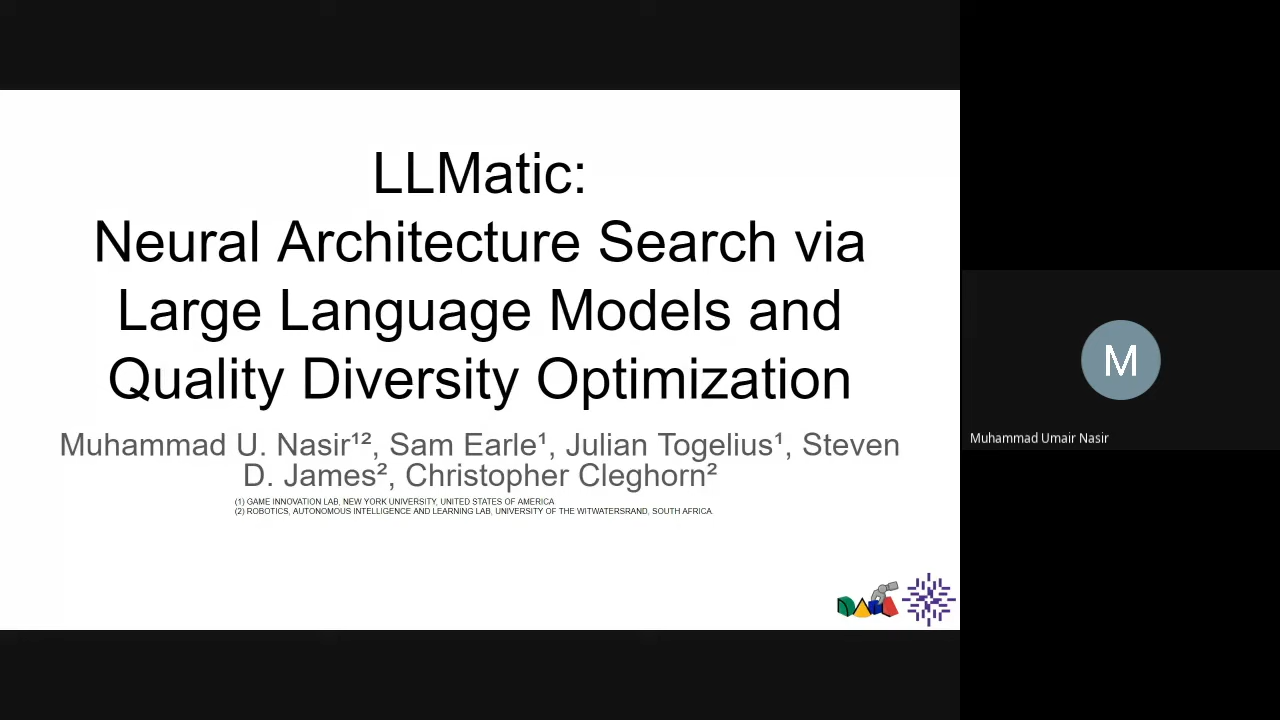 LLMatic:
Neural Architecture Search via
Large Language Models and
Quality Diversity Optimization
Muhammad U. Nasir¹², Sam Earle¹, Julian Togelius¹, Steven
D. James², Christopher Cleghorn²
(1) GAME INNOVATION LAB, NEW YORK UNIVERSITY, UNITED STATES OF AMERICA
(2) ROBOTICS, AUTONOMOUS INTELLIGENCE AND LEARNING LAB, UNIVERSITY OF THE WITWATERSRAND, SOUTH AFRICA.
M
Muhammad Umair Nasir